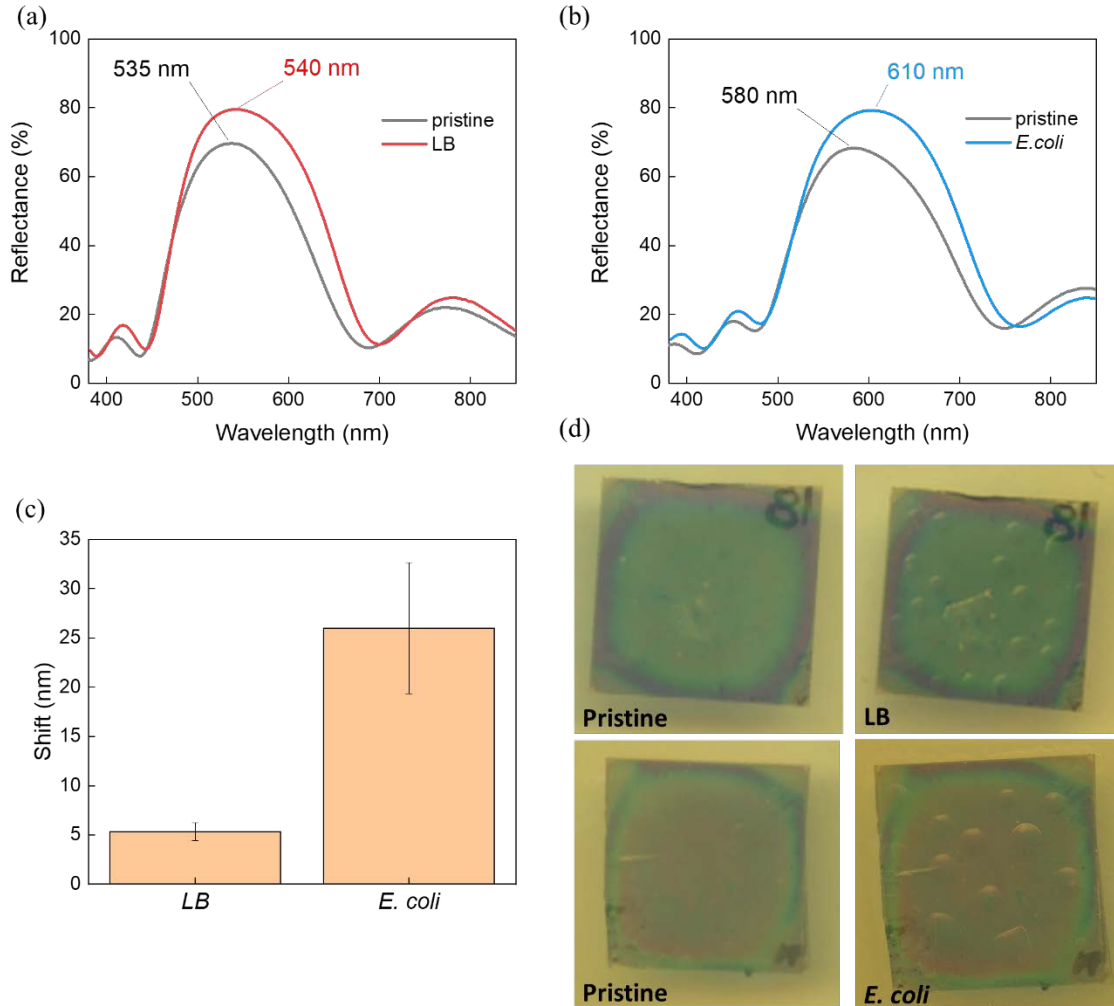 (a)
100
80
60
40
20
0
Reflectance (%)
535 nm
540 nm
pristine
LB
400
500
600
700
800
Wavelength (nm)
(b)
100
80
60
40
20
0
Reflectance (%)
580 nm
610 nm
pristine
E.coli
400
500
600
700
800
Wavelength (nm)
(c)
35
30
25
20
15
10
5
0
Shift (nm)
LB
E. coli
(d)
Pristine
LB
Pristine
E. coli